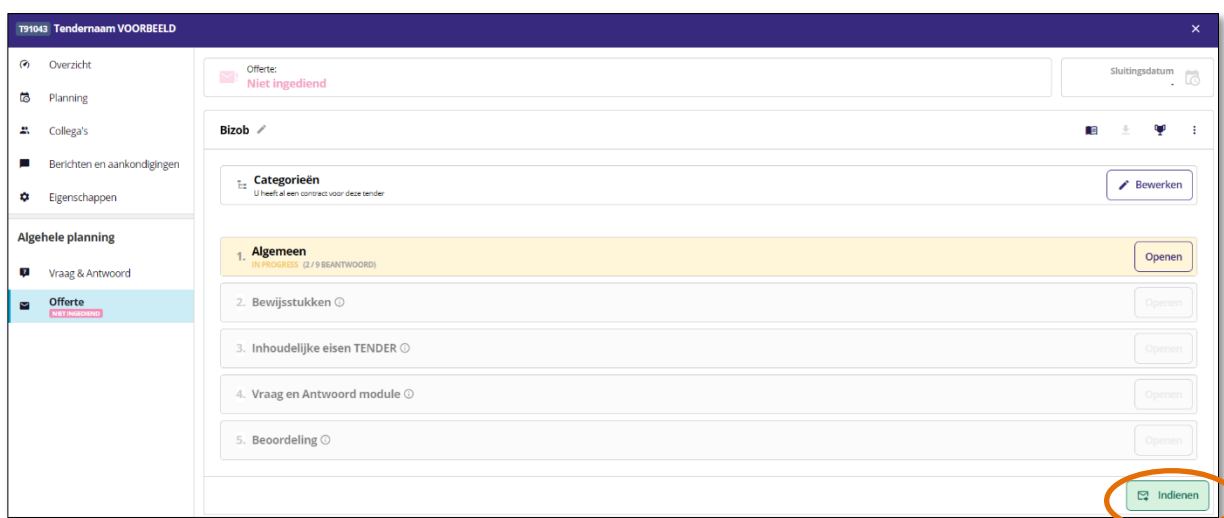 T91043 Tendernaam VOORBEELD
Overzicht
Planning
Collega's
Berichten en aankondigingen
Eigenschappen
Algehele planning
Vraag & Antwoord
Offerte
NIET INGEDIEND
Offerte:
Niet ingediend
Sluitingsdatum
-
Bizob
Categorieën
U heeft al een contract voor deze tender
Bewerken
1. Algemeen
IN PROGRESS (2 / 9 BEANTWOORD)
Openen
2. Bewijsstukken
Openen
3. Inhoudelijke eisen TENDER
Openen
4. Vraag en Antwoord module
Openen
5. Beoordeling
Openen
Indienen